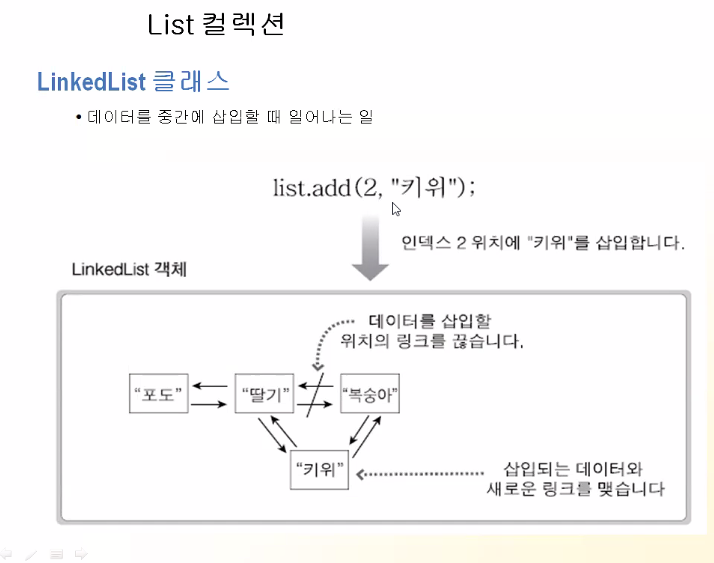 List 컬렉션
LinkedList 클래스
• 데이터를 중간에 삽입할 때 일어나는 일
list.add(2, "키위");
인덱스 2 위치에 "키위"를 삽입합니다.
LinkedList 객체
데이터를 삽입할
위치의 링크를 끊습니다.
"포도"
"딸기"
"복숭아"
"키위"
삽입되는 데이터와
새로운 링크를 맺습니다